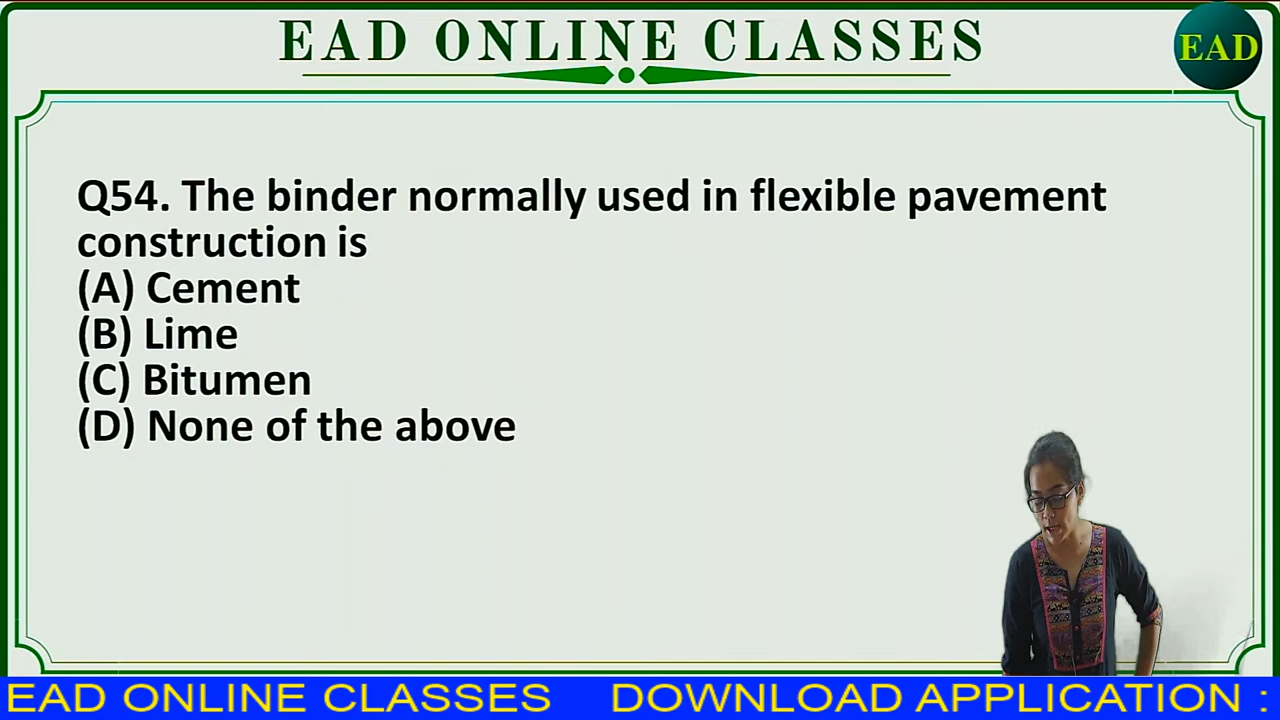 EAD ONLINE CLASSES
EAD
Q54. The binder normally used in flexible pavement
construction is
(A) Cement
(B) Lime
(C) Bitumen
(D) None of the above
EAD ONLINE CLASSES DOWNLOAD APPLICATION :